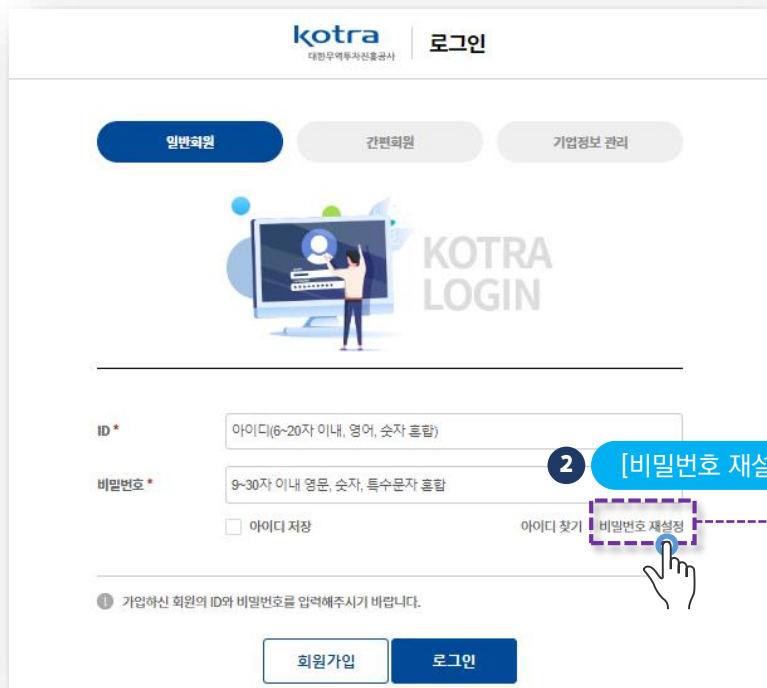 kotra
대한무역투자진흥공사
로그인
일반회원
간편회원
기업정보 관리
KOTRA
LOGIN
ID *
아이디(6~20자 이내, 영어, 숫자 혼합)
2
[비밀번호 재설
비밀번호 *
9~30자 이내 영문, 숫자, 특수문자 혼합
아이디 저장
아이디 찾기
비밀번호 재설정
가입하신 회원의 ID와 비밀번호를 입력해주시기 바랍니다.
회원가입
로그인